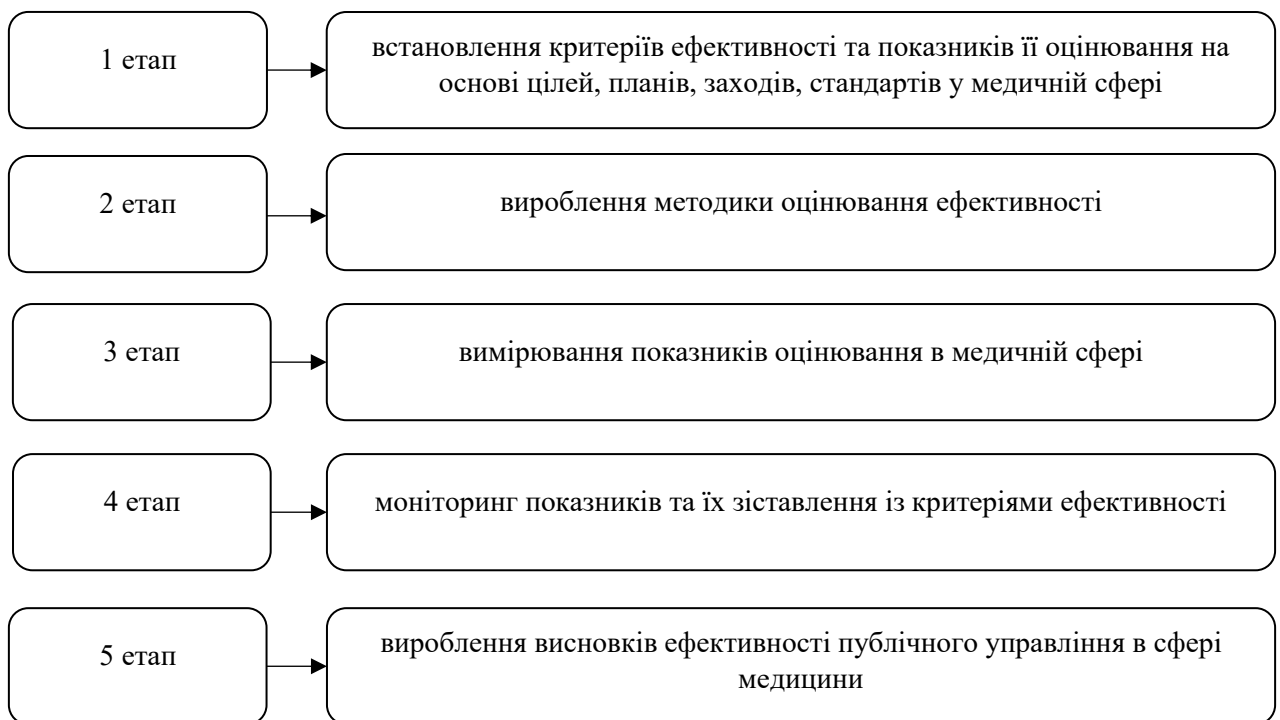 1 етап
встановлення критеріїв ефективності та показників її оцінювання на
основі цілей, планів, заходів, стандартів у медичній сфері
2 етап
вироблення методики оцінювання ефективності
3 етап
вимірювання показників оцінювання в медичній сфері
4 етап
моніторинг показників та їх зіставлення із критеріями ефективності
5 етап
вироблення висновків ефективності публічного управління в сфері
медицини